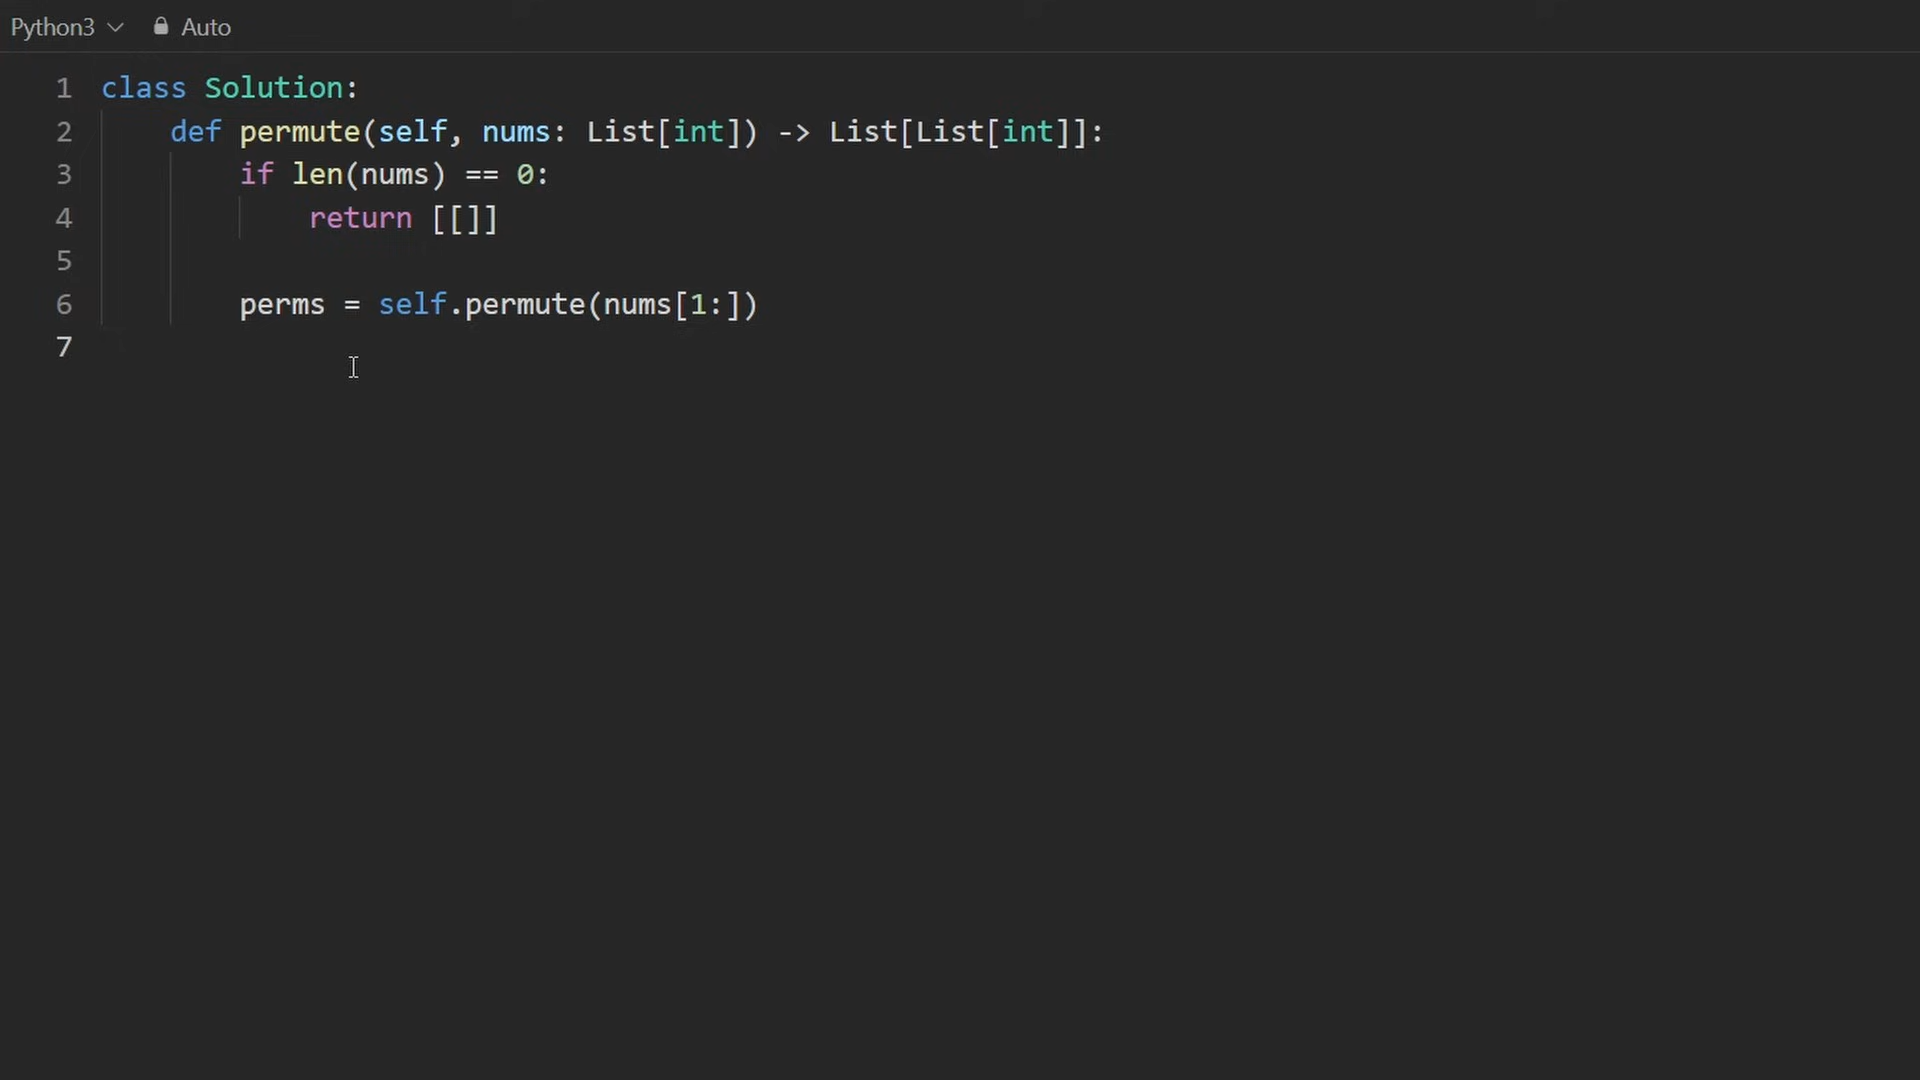 Python3 Auto
1 class Solution:
2 def permute(self, nums: List[int]) -> List[List[int]]:
3 if len(nums) == 0:
4 return [[]]
5
6 perms = self.permute(nums[1:])
7